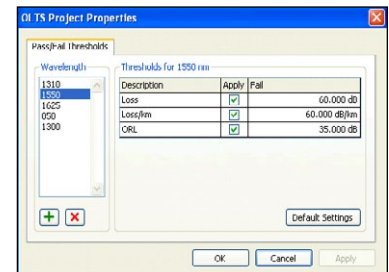 OLTS Project Properties
Pass/Fail Thresholds
Wavelength
1310
1550
1625
850
1300
Thresholds for 1550 nm
Description Apply Fail
Loss 60.000 dB
Loss/km 60.000 dB/km
ORL 35.000 dB
Default Settings
OK Cancel Apply